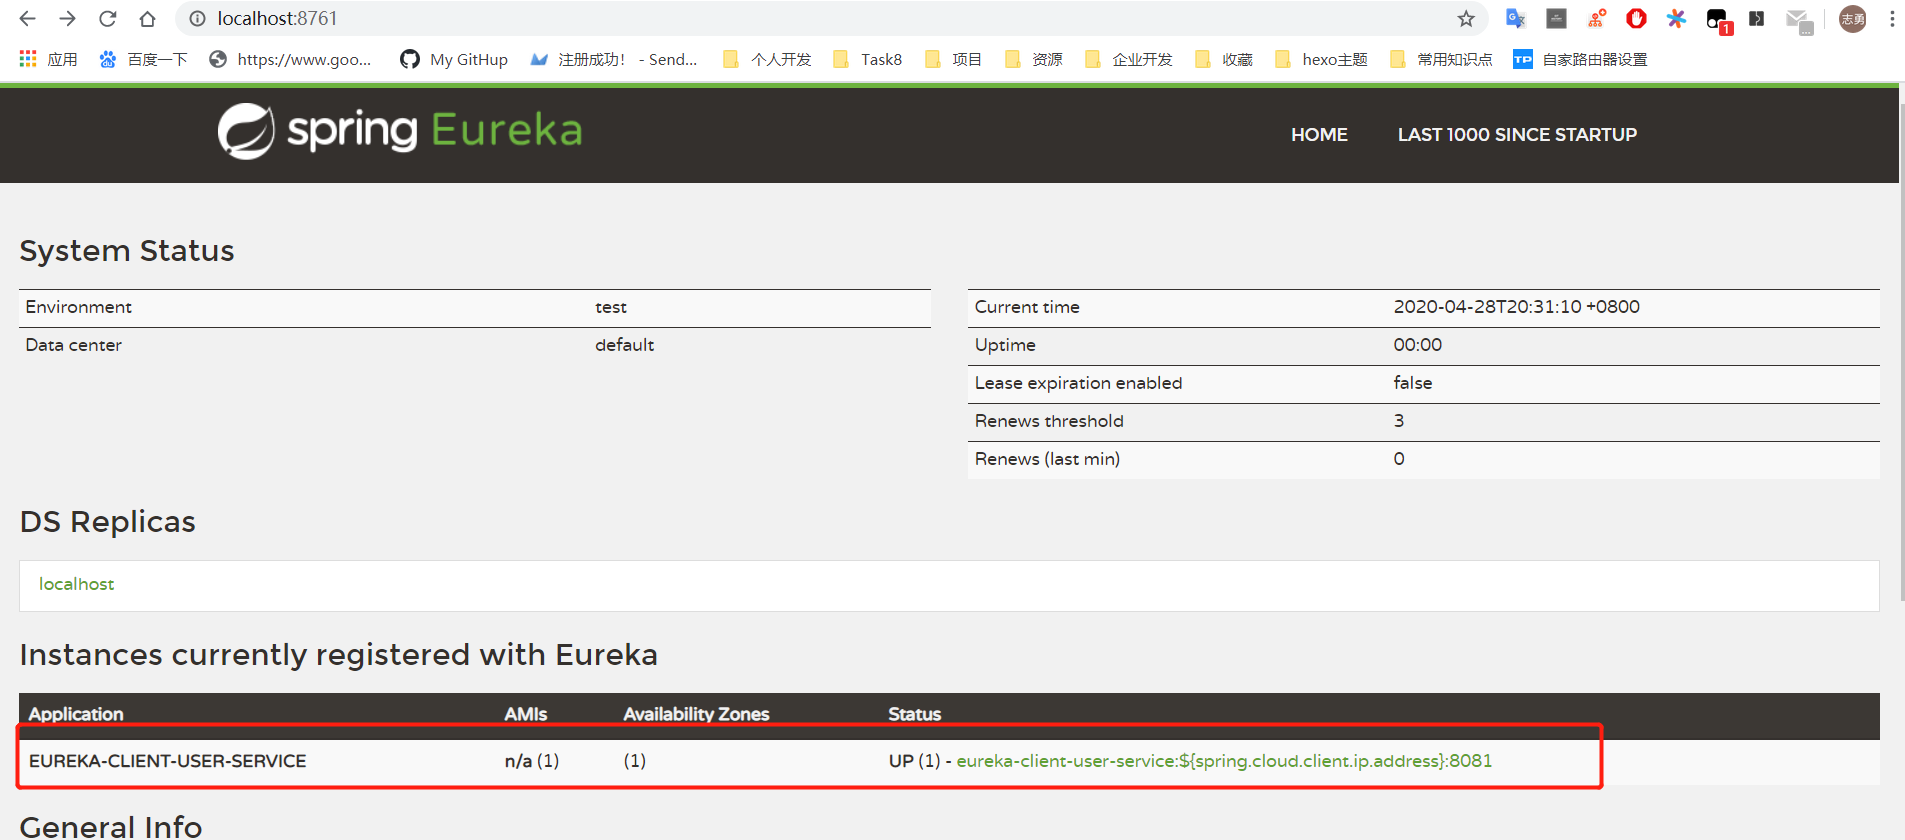 localhost:8761
志勇
1
应用 百度一下 https://www.goo... My GitHup 注册成功！ - Send... 个人开发 Task8 项目 资源 企业开发 收藏 hexo主题 常用知识点 TP 自家路由器设置
spring Eureka HOME LAST 1000 SINCE STARTUP
System Status
Environment test
Data center default
Current time 2020-04-28T20:31:10 +0800
Uptime 00:00
Lease expiration enabled false
Renews threshold 3
Renews (last min) 0
DS Replicas
localhost
Instances currently registered with Eureka
Application AMIs Availability Zones Status
EUREKA-CLIENT-USER-SERVICE n/a (1) (1) UP (1) - eureka-client-user-service:${spring.cloud.client.ip.address}:8081
General Info